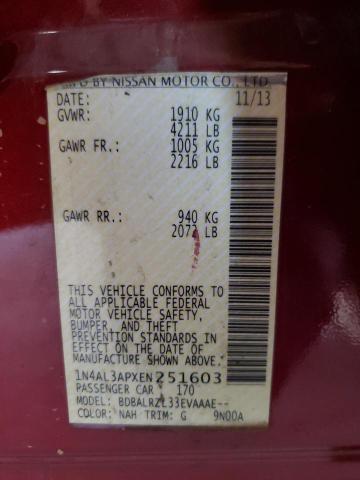 MFD BY NISSAN MOTOR CO., LTD.
DATE: 11/13
GVWR: 1910 KG
4211 LB
GAWR FR.: 1005 KG
2216 LB
GAWR RR.: 940 KG
2072 LB
THIS VEHICLE CONFORMS TO
ALL APPLICABLE FEDERAL
MOTOR VEHICLE SAFETY,
BUMPER, AND THEFT
PREVENTION STANDARDS IN
EFFECT ON THE DATE OF
MANUFACTURE SHOWN ABOVE.
1N4AL3APXEN251603
PASSENGER CAR 170
MODEL: BDBALRZL33EVAAAE--
COLOR: NAH TRIM: G 9N00A